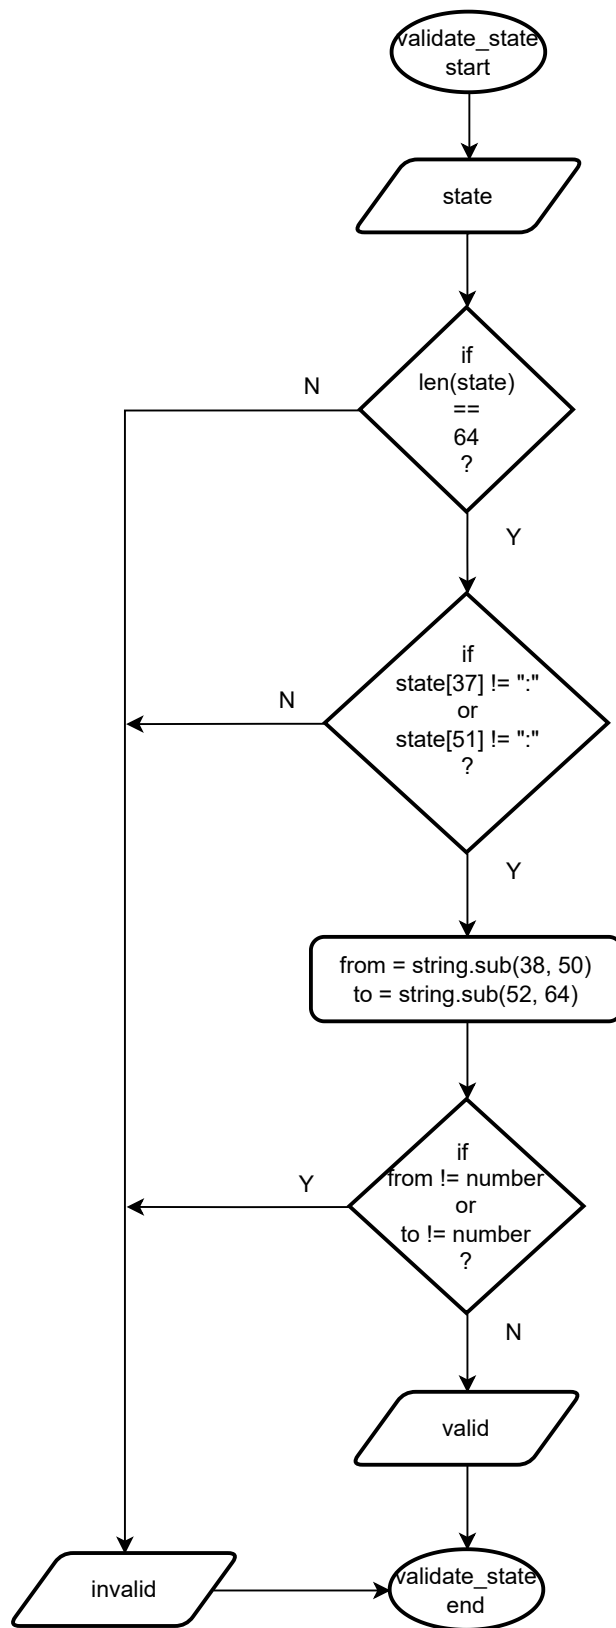 validate_state
start
state
if
len(state)
==
64
?
N
Y
if
state[37] != ":"
or
state[51] != ":"
?
N
Y
from = string.sub(38, 50)
to = string.sub(52, 64)
if
from != number
or
to != number
?
Y
N
valid
invalid
validate_state
end